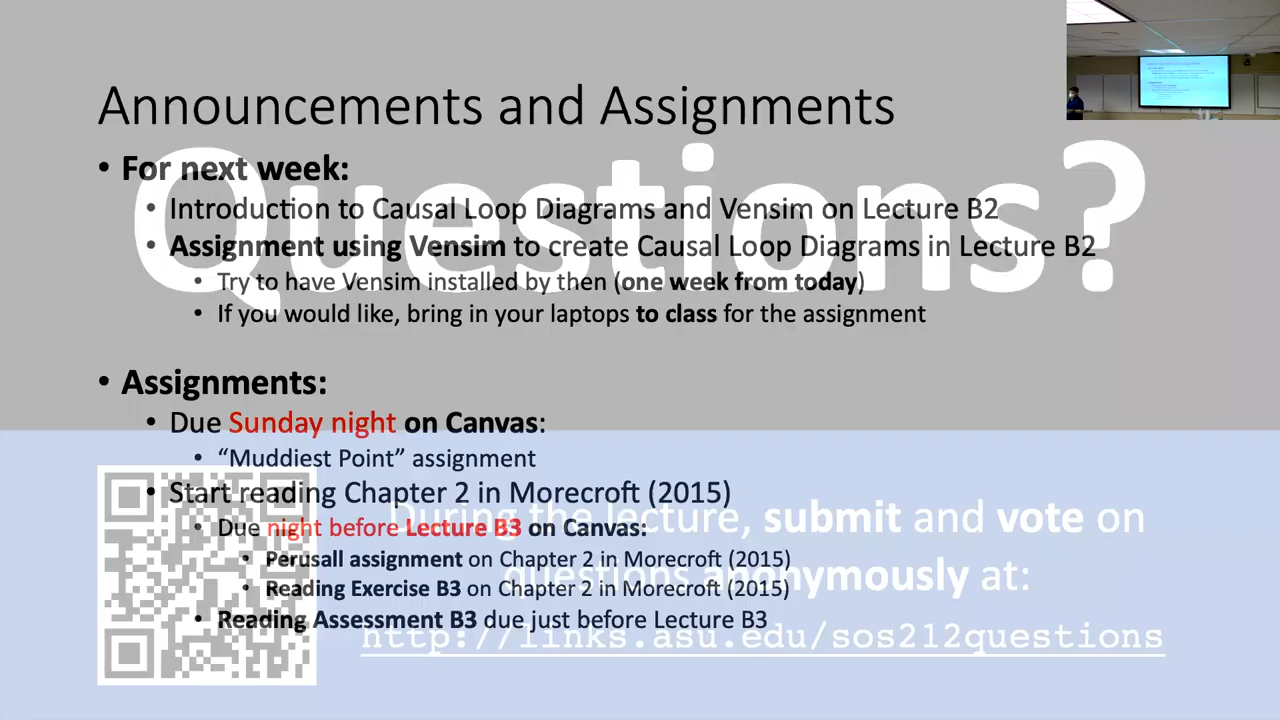 Announcements and Assignments
Questions?
• For next week:
• Introduction to Causal Loop Diagrams and Vensim on Lecture B2
• Assignment using Vensim to create Causal Loop Diagrams in Lecture B2
• Try to have Vensim installed by then (one week from today)
• If you would like, bring in your laptops to class for the assignment
• Assignments:
• Due Sunday night on Canvas:
• “Muddiest Point” assignment
• Start reading Chapter 2 in Morecroft (2015)
• Due night before Lecture B3 on Canvas:
• Perusall assignment on Chapter 2 in Morecroft (2015)
• Reading Exercise B3 on Chapter 2 in Morecroft (2015)
• Reading Assessment B3 due just before Lecture B3
During the lecture, submit and vote on
questions anonymously at:
http://links.asu.edu/sos212questions